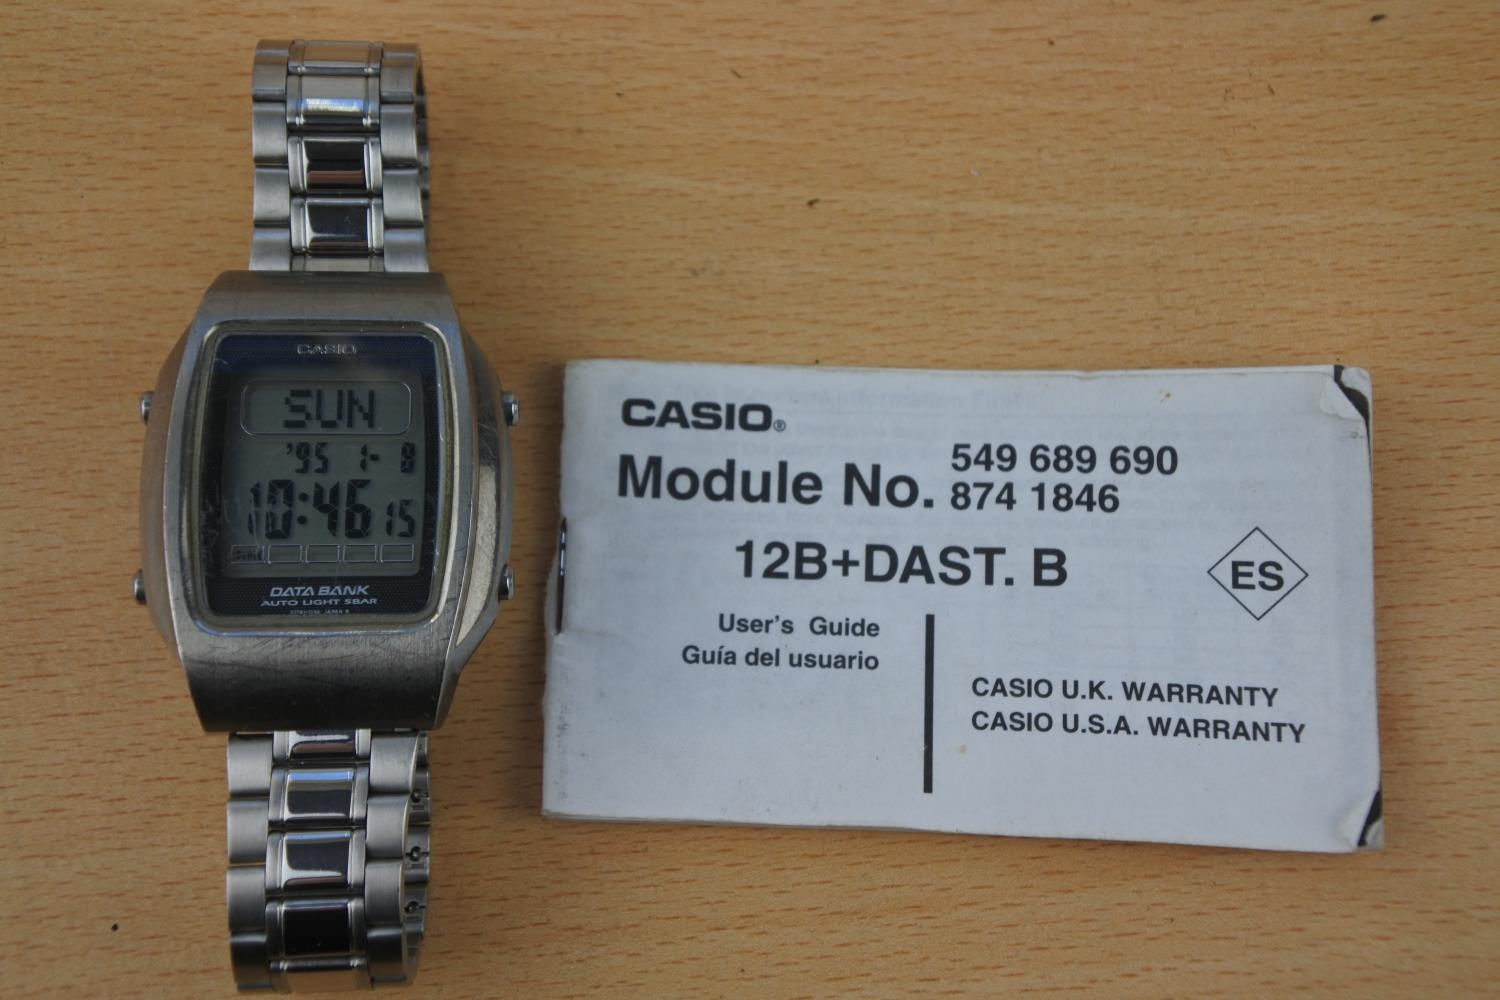 CASIO
SUN
'95 1- 8
10:46 15
DATA BANK
AUTO LIGHT 5BAR
CASIO®
Module No. 549 689 690
874 1846
12B+DAST. B
ES
User's Guide
Guía del usuario
CASIO U.K. WARRANTY
CASIO U.S.A. WARRANTY